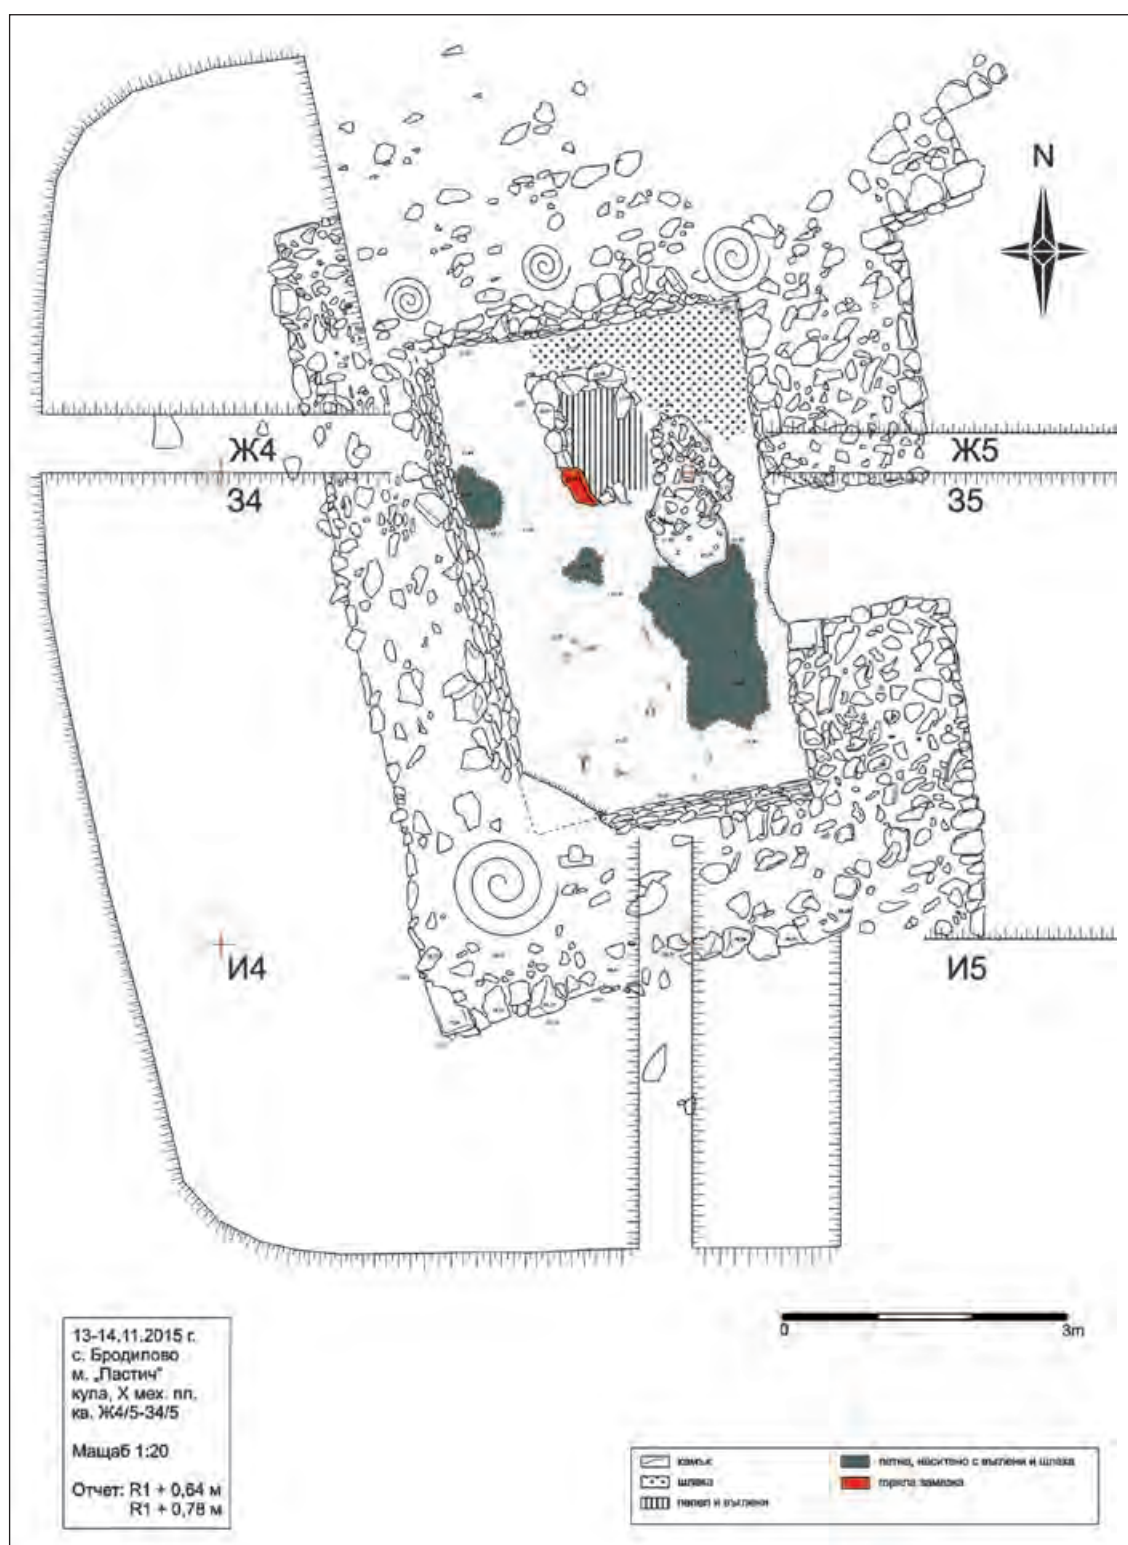 N
Ж4
Ж5
34
35
И4
И5
0 3m
13-14.11.2015 г.
с. Бродилово
м. „Пастич“
кула, X мех. пл.
кв. Ж4/5-34/5
Мащаб 1:20
Отчет: R1 + 0,64 м
R1 + 0,78 м
камък
шлака
пепел и въглени
петно, наситено с въглени и шлака
горяла замазка